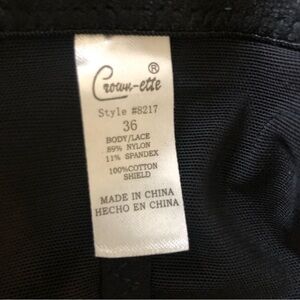 Crown-ette®
Style #8217
36
BODY/LACE
89% NYLON
11% SPANDEX
100%COTTON
SHIELD
MADE IN CHINA
HECHO EN CHINA